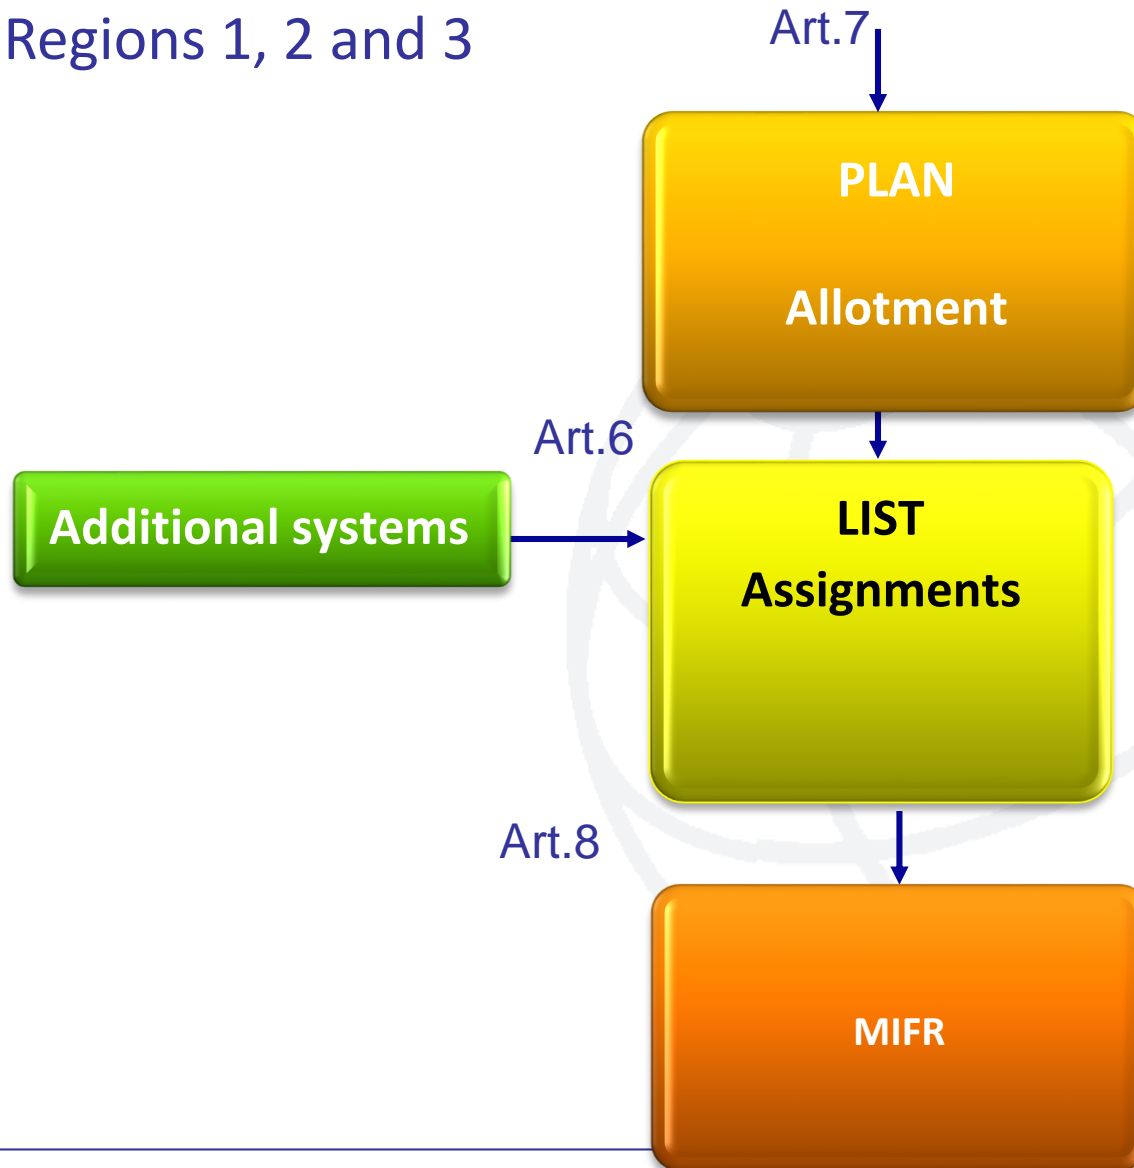 Regions 1, 2 and 3
Art.7
PLAN
Allotment
Art.6
Additional systems
LIST
Assignments
Art.8
MIFR